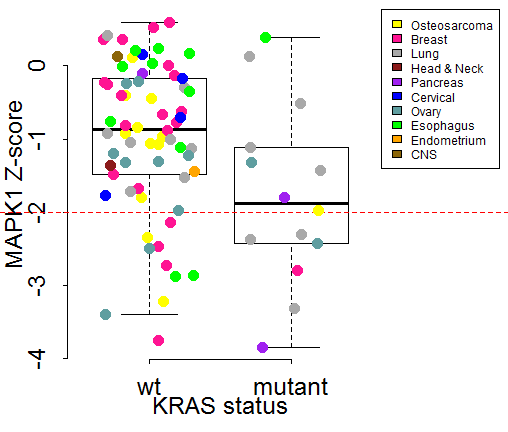 Osteosarcoma
Breast
Lung
Head & Neck
Pancreas
Cervical
Ovary
Esophagus
Endometrium
CNS
MAPK1 Z-score
0
-1
-2
-3
-4
wt mutant
KRAS status